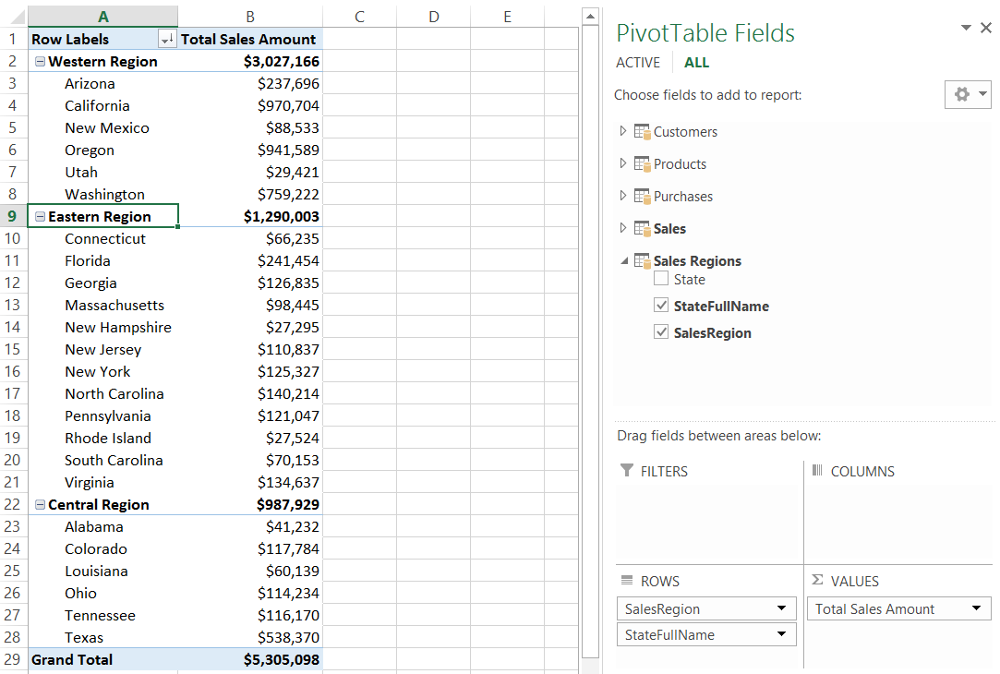 A B C D E
1 Row Labels Total Sales Amount
2 Western Region $3,027,166
3 Arizona $237,696
4 California $970,704
5 New Mexico $88,533
6 Oregon $941,589
7 Utah $29,421
8 Washington $759,222
9 Eastern Region $1,290,003
10 Connecticut $66,235
11 Florida $241,454
12 Georgia $126,835
13 Massachusetts $98,445
14 New Hampshire $27,295
15 New Jersey $110,837
16 New York $125,327
17 North Carolina $140,214
18 Pennsylvania $121,047
19 Rhode Island $27,524
20 South Carolina $70,153
21 Virginia $134,637
22 Central Region $987,929
23 Alabama $41,232
24 Colorado $117,784
25 Louisiana $60,139
26 Ohio $114,234
27 Tennessee $116,170
28 Texas $538,370
29 Grand Total $5,305,098
PivotTable Fields
ACTIVE ALL
Choose fields to add to report:
Customers
Products
Purchases
Sales
Sales Regions
State
StateFullName
SalesRegion
Drag fields between areas below:
FILTERS COLUMNS
ROWS Σ VALUES
SalesRegion Total Sales Amount
StateFullName